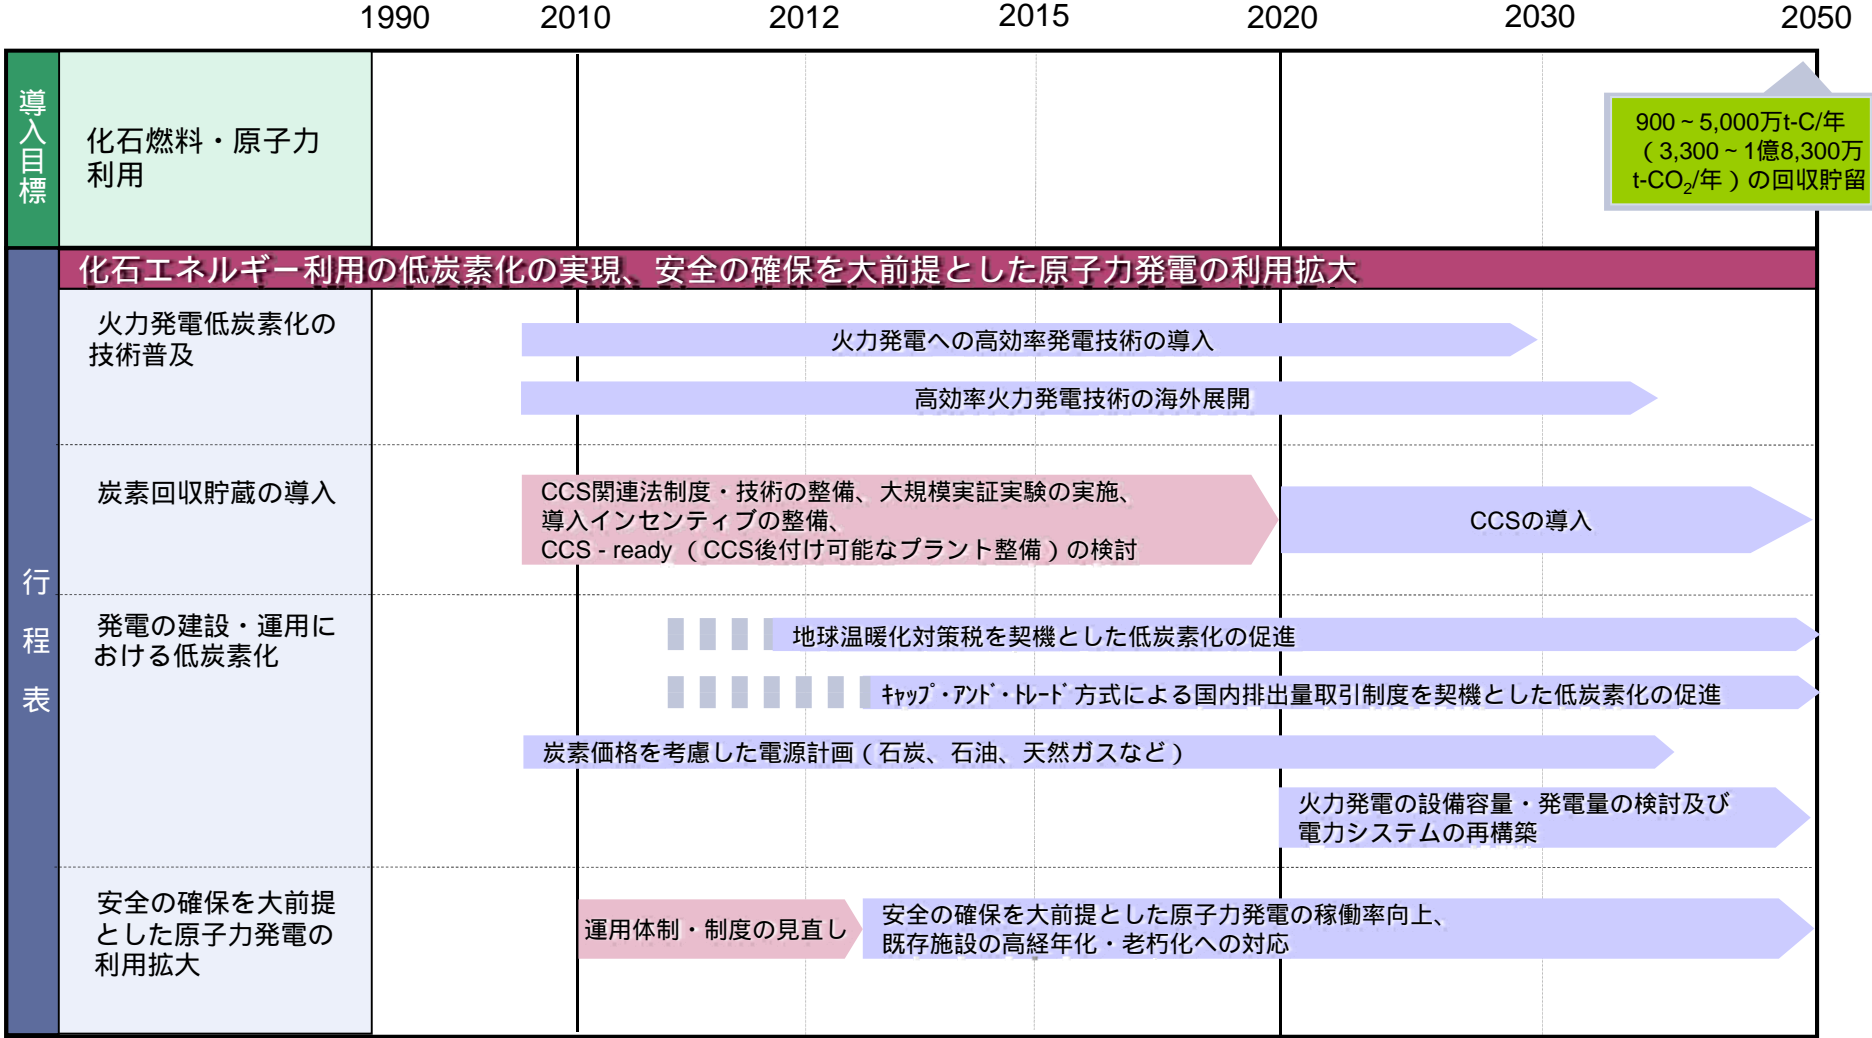 1990 2010 2012 2015 2020 2030 2050
導入目標
化石燃料・原子力
利用
900~5,000万t-C/年
（3,300~1億8,300万
t-CO₂/年）の回収貯留
行程表
化石エネルギー利用の低炭素化の実現、安全の確保を大前提とした原子力発電の利用拡大
火力発電低炭素化の
技術普及
火力発電への高効率発電技術の導入
高効率火力発電技術の海外展開
炭素回収貯蔵の導入
CCS関連法制度・技術の整備、大規模実証実験の実施、
導入インセンティブの整備、
CCS - ready （CCS後付け可能なプラント整備）の検討
CCSの導入
発電の建設・運用に
おける低炭素化
地球温暖化対策税を契機とした低炭素化の促進
ｷｬｯﾌﾟ・ｱﾝﾄﾞ・ﾄﾚｰﾄﾞ方式による国内排出量取引制度を契機とした低炭素化の促進
炭素価格を考慮した電源計画（石炭、石油、天然ガスなど）
火力発電の設備容量・発電量の検討及び
電力システムの再構築
安全の確保を大前提
とした原子力発電の
利用拡大
運用体制・制度の見直し
安全の確保を大前提とした原子力発電の稼働率向上、
既存施設の高経年化・老朽化への対応